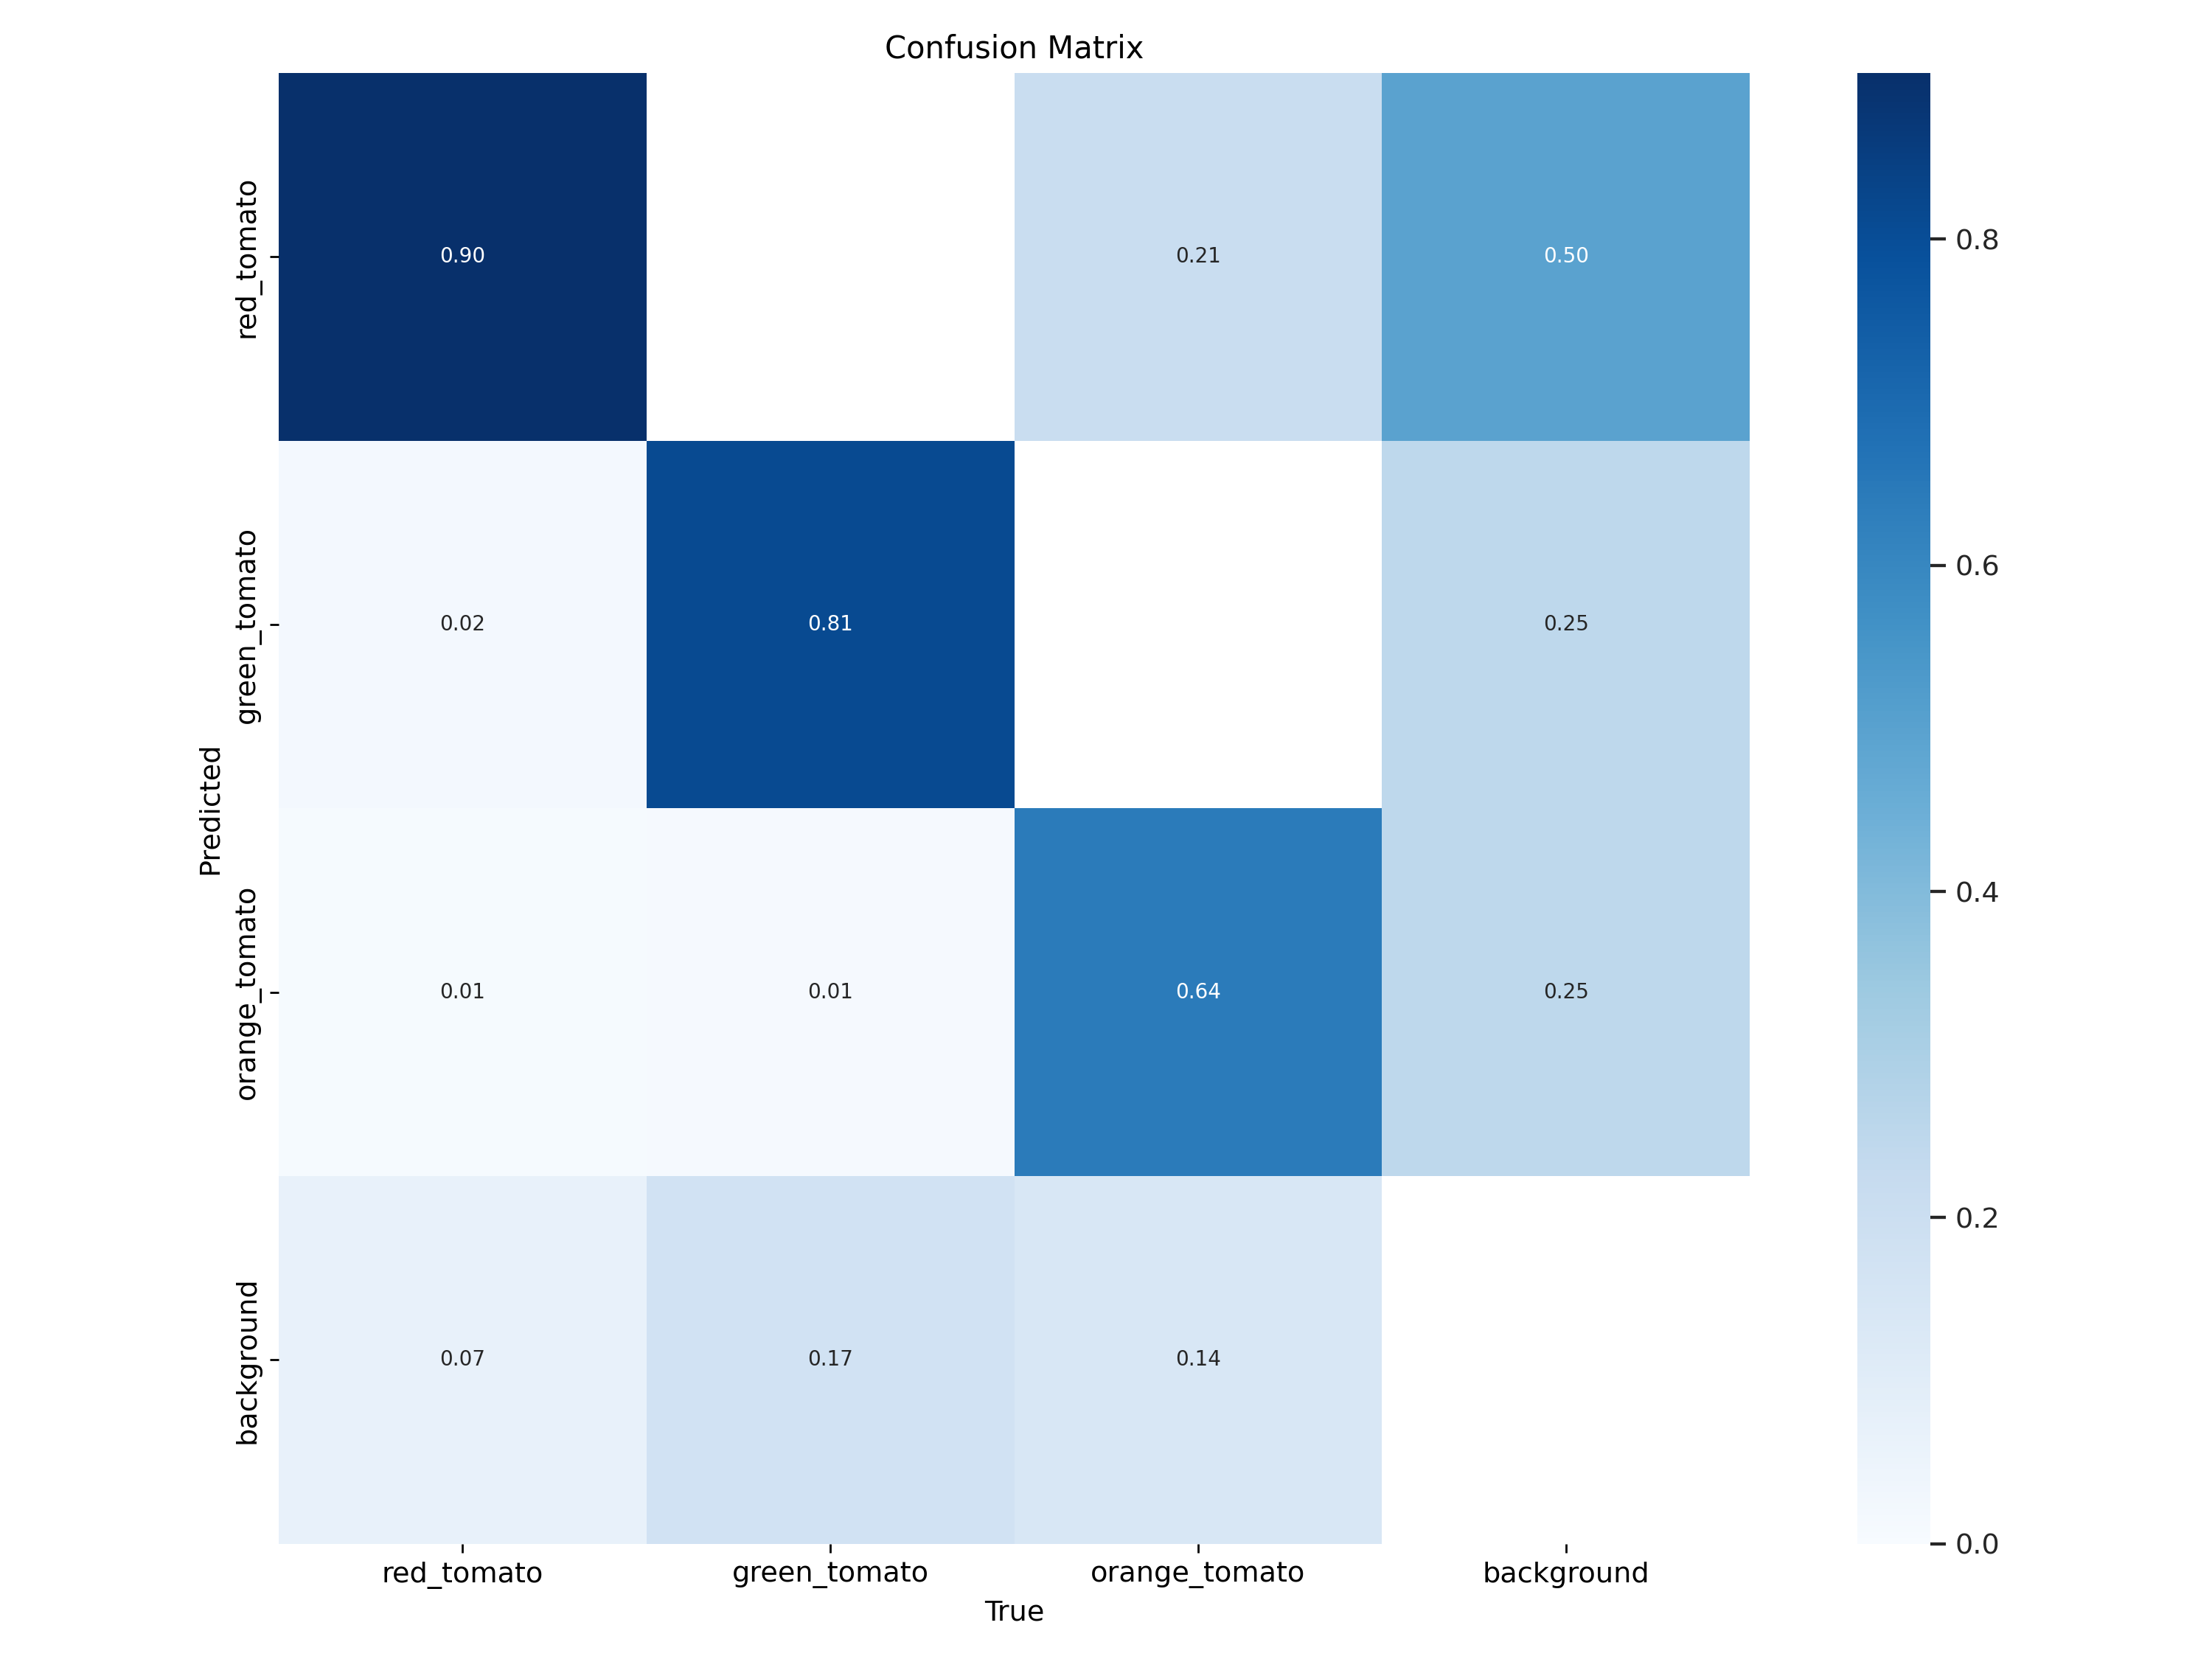 Confusion Matrix
red_tomato
0.90
0.21
0.50
0.8
green_tomato
0.02
0.81
0.25
0.6
Predicted
orange_tomato
0.01
0.01
0.64
0.25
0.4
background
0.07
0.17
0.14
0.2
0.0
red_tomato
green_tomato
orange_tomato
background
True